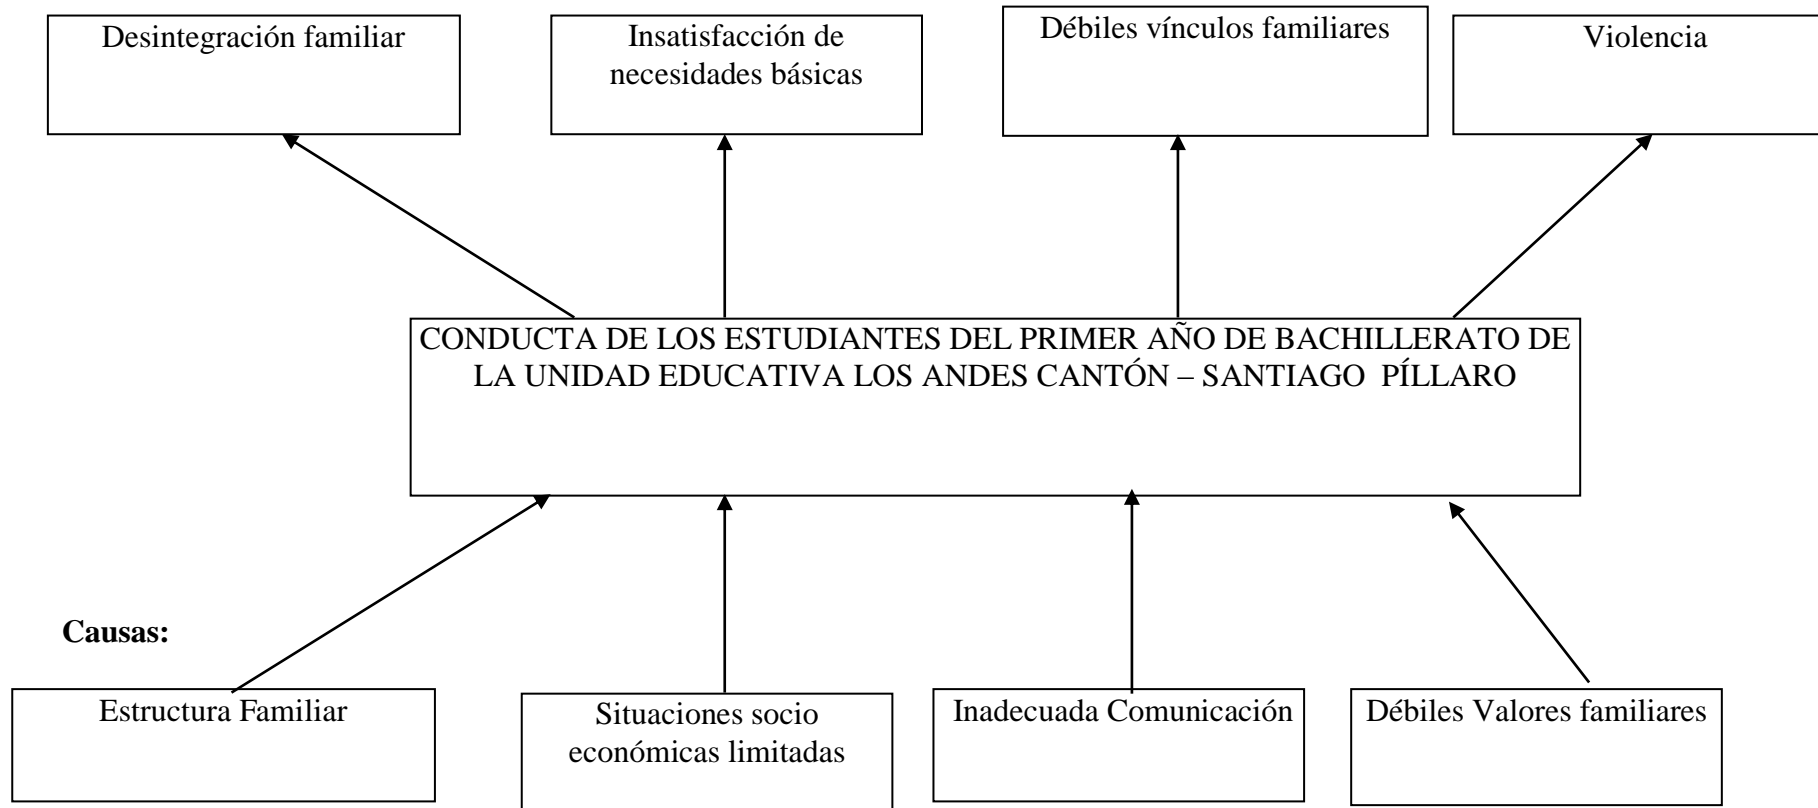 Desintegración familiar
Insatisfacción de
necesidades básicas
Débiles vínculos familiares
Violencia
CONDUCTA DE LOS ESTUDIANTES DEL PRIMER AÑO DE BACHILLERATO DE
LA UNIDAD EDUCATIVA LOS ANDES CANTÓN – SANTIAGO PÍLLARO
Causas:
Estructura Familiar
Situaciones socio
económicas limitadas
Inadecuada Comunicación
Débiles Valores familiares